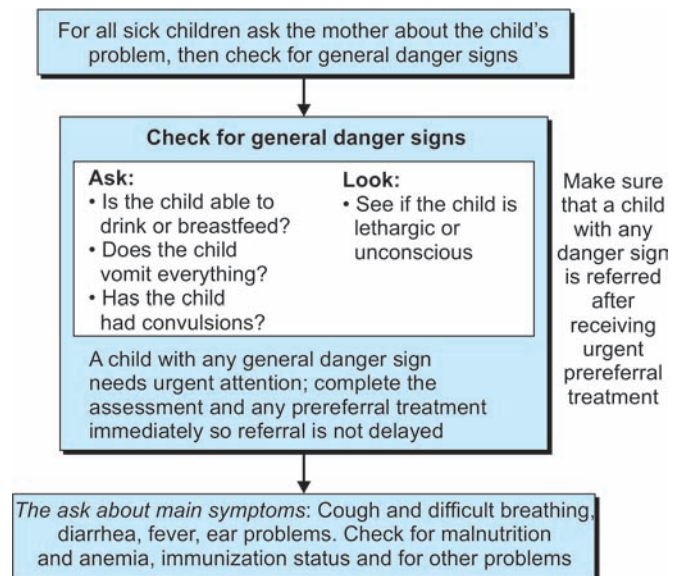 For all sick children ask the mother about the child's
problem, then check for general danger signs
Check for general danger signs
Ask:
• Is the child able to
drink or breastfeed?
• Does the child
vomit everything?
• Has the child
had convulsions?
Look:
• See if the child is
lethargic or
unconscious
A child with any general danger sign
needs urgent attention; complete the
assessment and any prereferral treatment
immediately so referral is not delayed
Make sure
that a child
with any
danger sign
is referred
after
receiving
urgent
prereferral
treatment
The ask about main symptoms: Cough and difficult breathing,
diarrhea, fever, ear problems. Check for malnutrition
and anemia, immunization status and for other problems